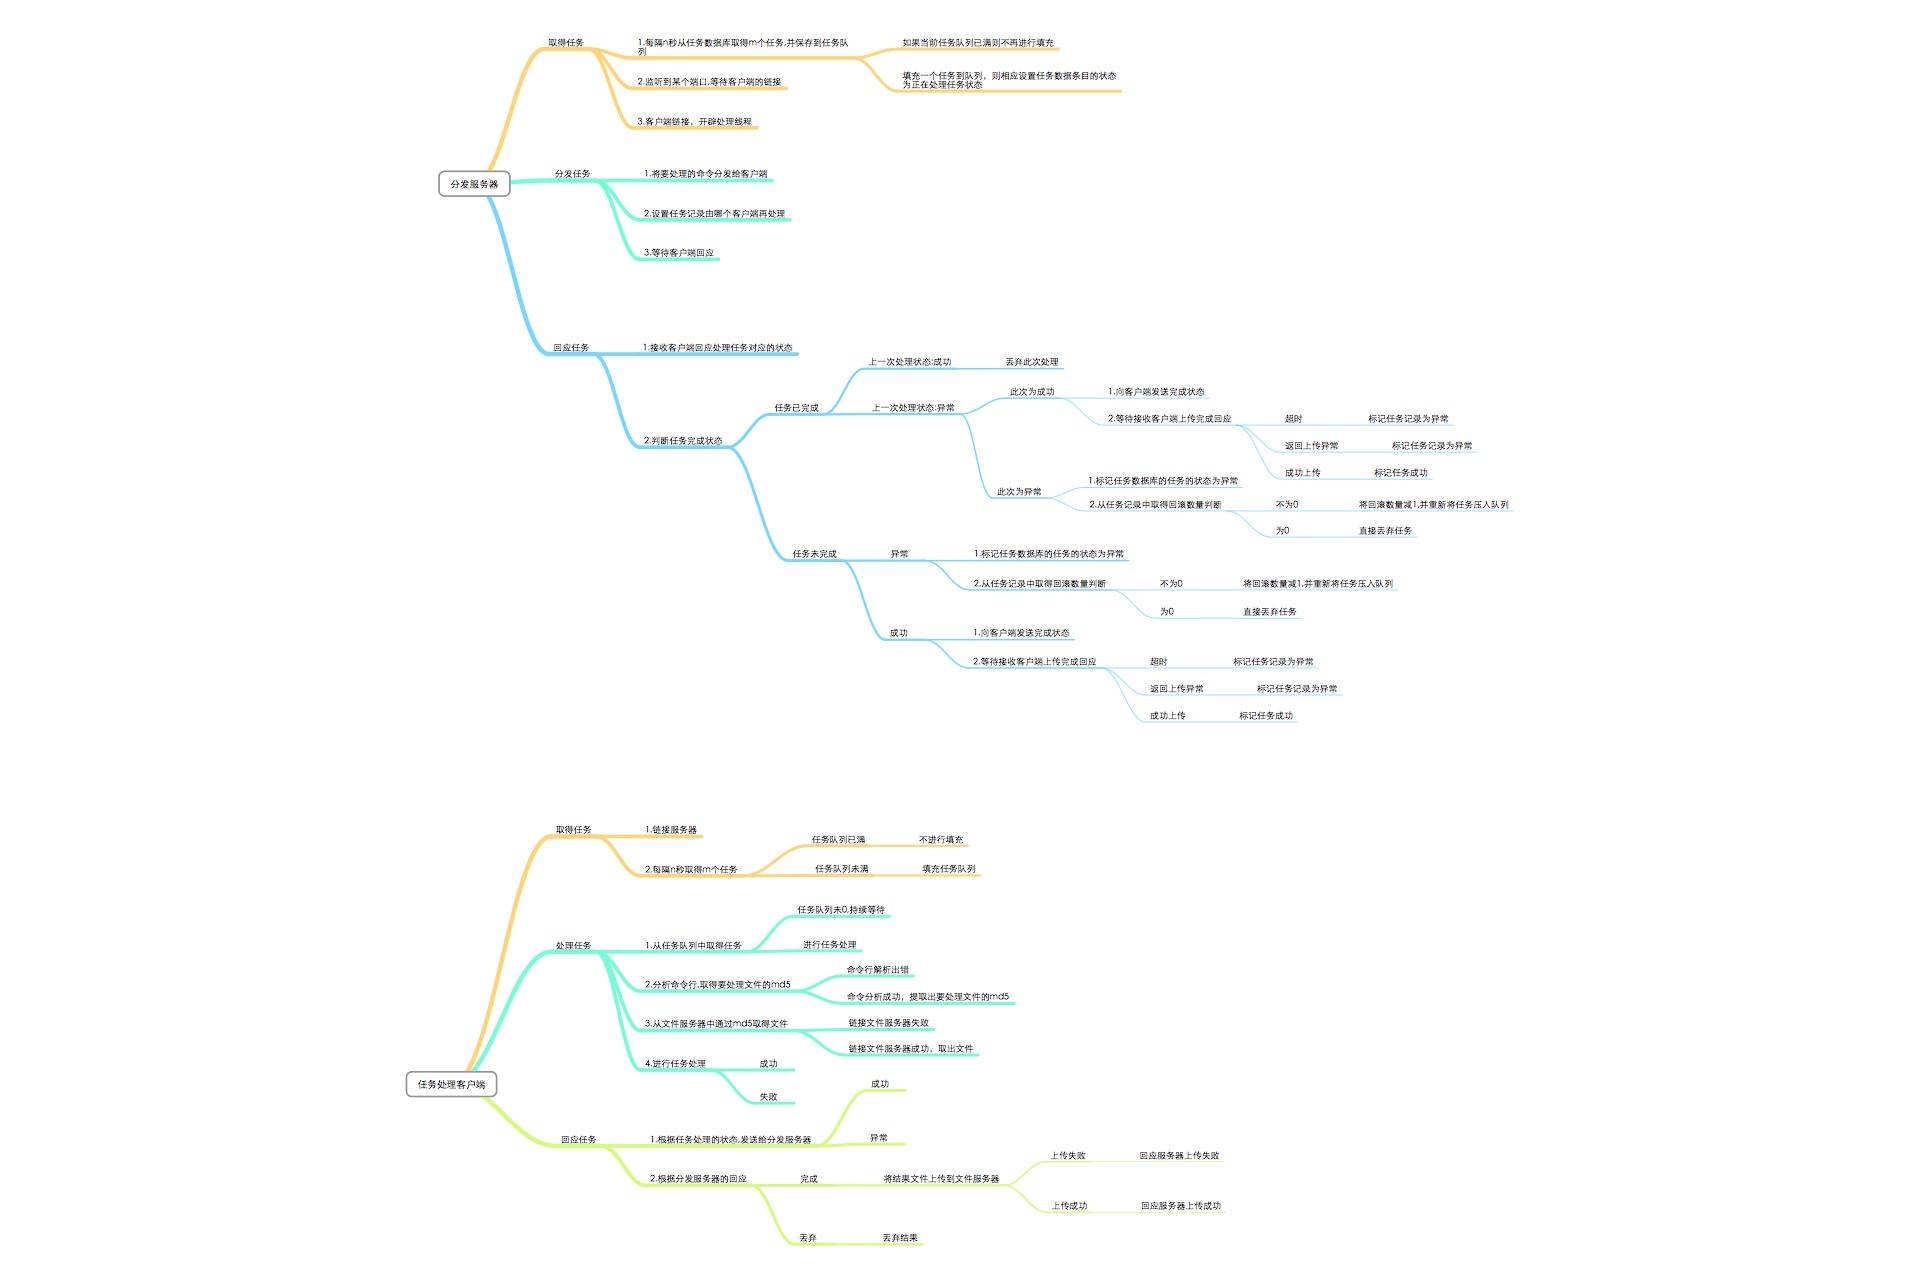 分发服务器
取得任务
1.每隔n秒从任务数据库取得m个任务,并保存到任务队
列
如果当前任务队列已满则不再进行填充
填充一个任务到队列，则相应设置任务数据条目的状态
为正在处理任务状态
2.监听到某个端口,等待客户端的链接
3.客户端链接，开辟处理线程
分发任务
1.将要处理的命令分发给客户端
2.设置任务记录由哪个客户端再处理
3.等待客户端回应
回应任务
1.接收客户端回应处理任务对应的状态
2.判断任务完成状态
任务已完成
上一次处理状态:成功
丢弃此次处理
上一次处理状态:异常
此次为成功
1.向客户端发送完成状态
2.等待接收客户端上传完成回应
超时
标记任务记录为异常
返回上传异常
标记任务记录为异常
成功上传
标记任务成功
此次为异常
1.标记任务数据库的任务的状态为异常
2.从任务记录中取得回滚数量判断
不为0
将回滚数量减1,并重新将任务压入队列
为0
直接丢弃任务
任务未完成
异常
1.标记任务数据库的任务的状态为异常
2.从任务记录中取得回滚数量判断
不为0
将回滚数量减1,并重新将任务压入队列
为0
直接丢弃任务
成功
1.向客户端发送完成状态
2.等待接收客户端上传完成回应
超时
标记任务记录为异常
返回上传异常
标记任务记录为异常
成功上传
标记任务成功
任务处理客户端
取得任务
1.链接服务器
2.每隔n秒取得m个任务
任务队列已满
不进行填充
任务队列未满
填充任务队列
处理任务
1.从任务队列中取得任务
任务队列未0,持续等待
进行任务处理
2.分析命令行,取得要处理文件的md5
命令行解析出错
命令分析成功，提取出要处理文件的md5
3.从文件服务器中通过md5取得文件
链接文件服务器失败
链接文件服务器成功，取出文件
4.进行任务处理
成功
失败
回应任务
1.根据任务处理的状态,发送给分发服务器
成功
异常
2.根据分发服务器的回应
完成
将结果文件上传到文件服务器
上传失败
回应服务器上传失败
上传成功
回应服务器上传成功
丢弃
丢弃结果